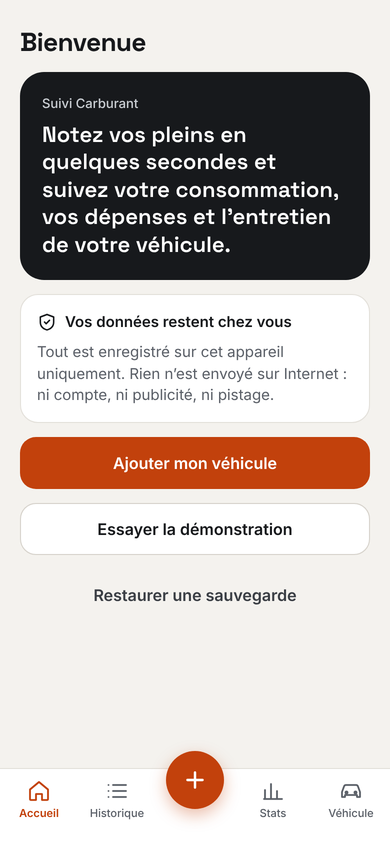 Bienvenue
Suivi Carburant
Notez vos pleins en
quelques secondes et
suivez votre consommation,
vos dépenses et l’entretien
de votre véhicule.
Vos données restent chez vous
Tout est enregistré sur cet appareil
uniquement. Rien n’est envoyé sur Internet :
ni compte, ni publicité, ni pistage.
Ajouter mon véhicule
Essayer la démonstration
Restaurer une sauvegarde
Accueil
Historique
Stats
Véhicule